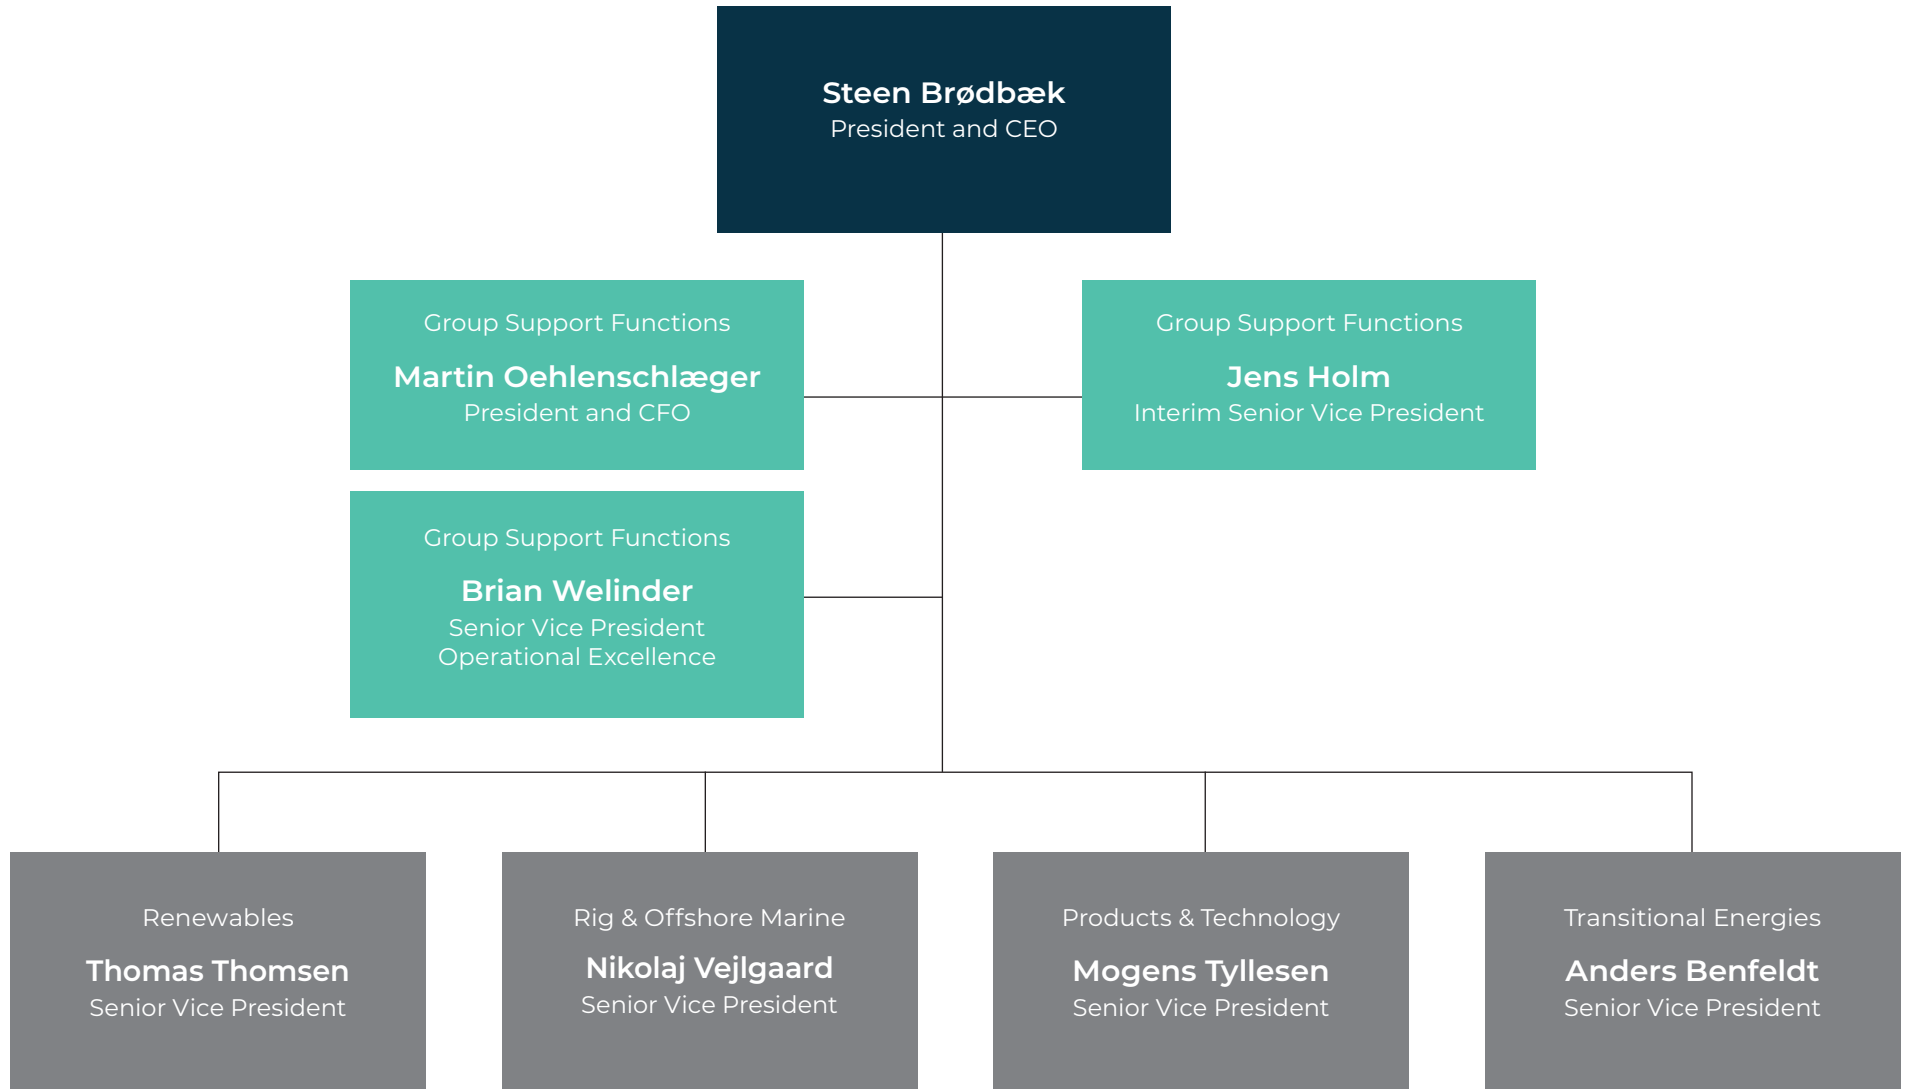 Steen Brødbæk
President and CEO
Group Support Functions
Martin Oehlenschlæger
President and CFO
Group Support Functions
Jens Holm
Interim Senior Vice President
Group Support Functions
Brian Welinder
Senior Vice President
Operational Excellence
Renewables
Thomas Thomsen
Senior Vice President
Rig & Offshore Marine
Nikolaj Vejlgaard
Senior Vice President
Products & Technology
Mogens Tyllesen
Senior Vice President
Transitional Energies
Anders Benfeldt
Senior Vice President